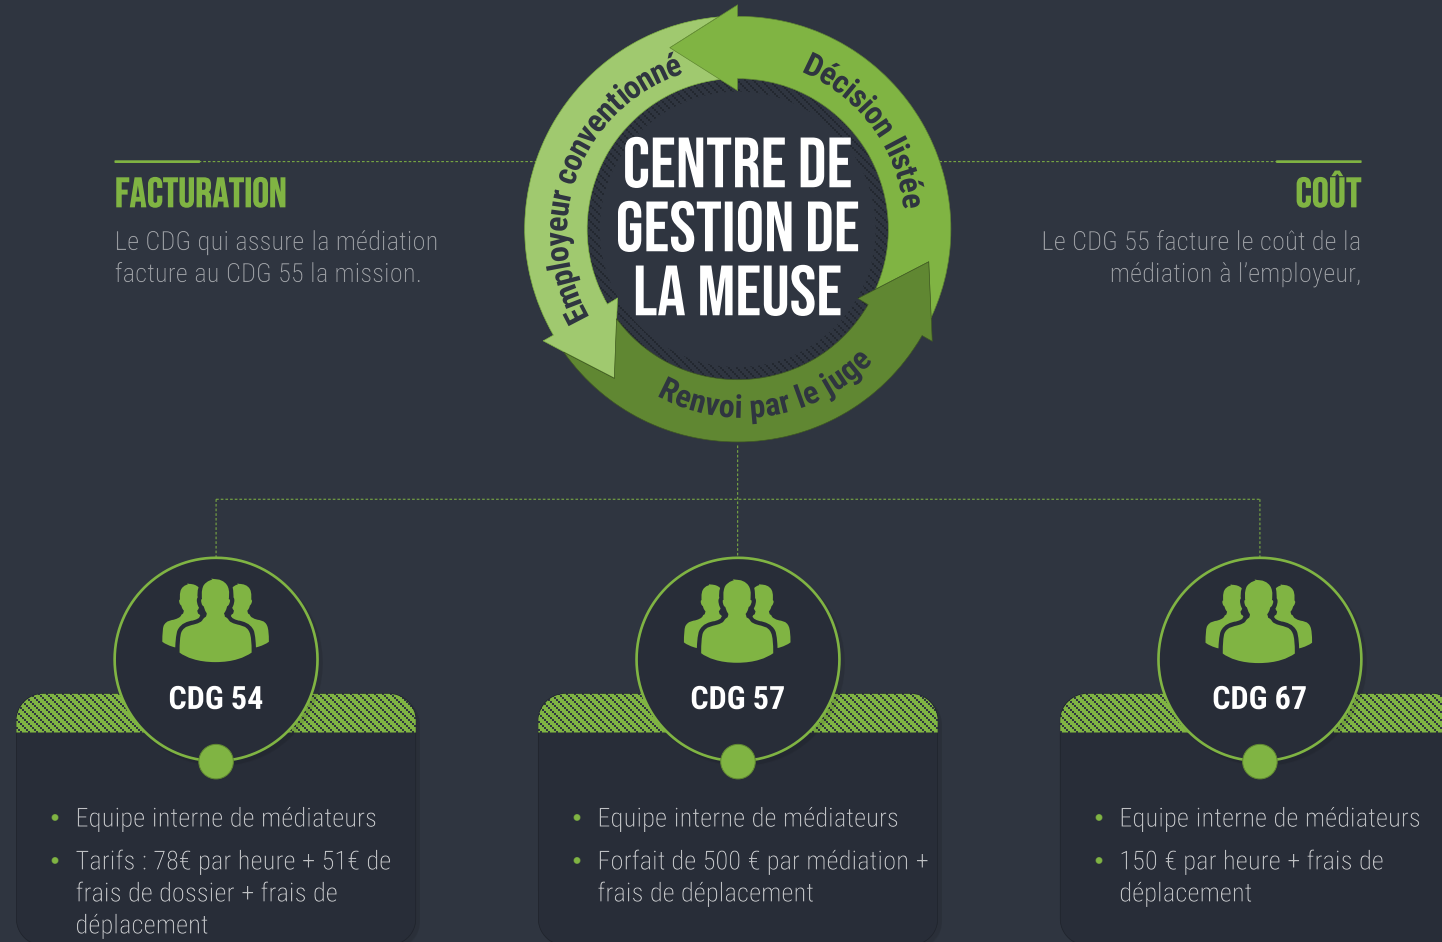 Employeur conventionné
Décision listée
Renvoi par le juge
CENTRE DE
GESTION DE
LA MEUSE
FACTURATION
Le CDG qui assure la médiation
facture au CDG 55 la mission.
COÛT
Le CDG 55 facture le coût de la
médiation à l'employeur,
CDG 54
• Equipe interne de médiateurs
• Tarifs : 78€ par heure + 51€ de
frais de dossier + frais de
déplacement
CDG 57
• Equipe interne de médiateurs
• Forfait de 500 € par médiation +
frais de déplacement
CDG 67
• Equipe interne de médiateurs
• 150 € par heure + frais de
déplacement